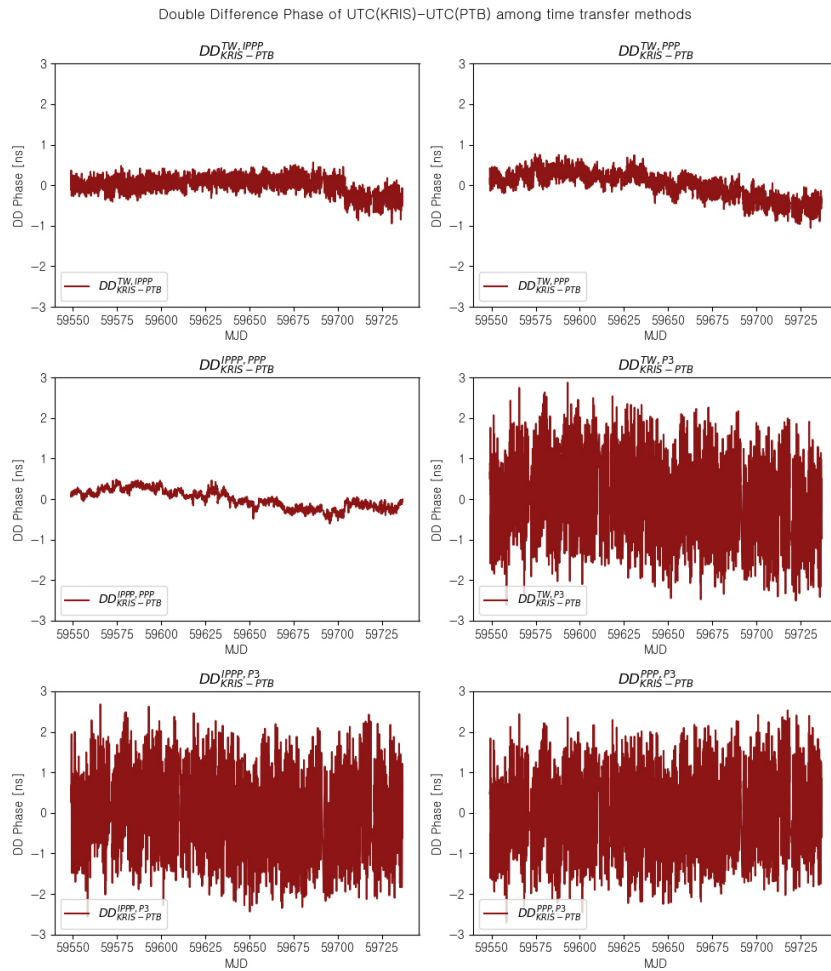 Double Difference Phase of UTC(KRIS)-UTC(PTB) among time transfer methods
DD^{TW, IPPP}_{KRIS-PTB}
DD^{TW, PPP}_{KRIS-PTB}
3
2
1
0
−1
−2
−3
DD Phase [ns]
DD^{TW, IPPP}_{KRIS-PTB}
59550 59575 59600 59625 59650 59675 59700 59725
MJD
3
2
1
0
−1
−2
−3
DD Phase [ns]
DD^{TW, PPP}_{KRIS-PTB}
59550 59575 59600 59625 59650 59675 59700 59725
MJD
DD^{IPPP, PPP}_{KRIS-PTB}
DD^{TW, P3}_{KRIS-PTB}
3
2
1
0
−1
−2
−3
DD Phase [ns]
DD^{IPPP, PPP}_{KRIS-PTB}
59550 59575 59600 59625 59650 59675 59700 59725
MJD
3
2
1
0
−1
−2
−3
DD Phase [ns]
DD^{TW, P3}_{KRIS-PTB}
59550 59575 59600 59625 59650 59675 59700 59725
MJD
DD^{IPPP, P3}_{KRIS-PTB}
DD^{PPP, P3}_{KRIS-PTB}
3
2
1
0
−1
−2
−3
DD Phase [ns]
DD^{IPPP, P3}_{KRIS-PTB}
59550 59575 59600 59625 59650 59675 59700 59725
MJD
3
2
1
0
−1
−2
−3
DD Phase [ns]
DD^{PPP, P3}_{KRIS-PTB}
59550 59575 59600 59625 59650 59675 59700 59725
MJD